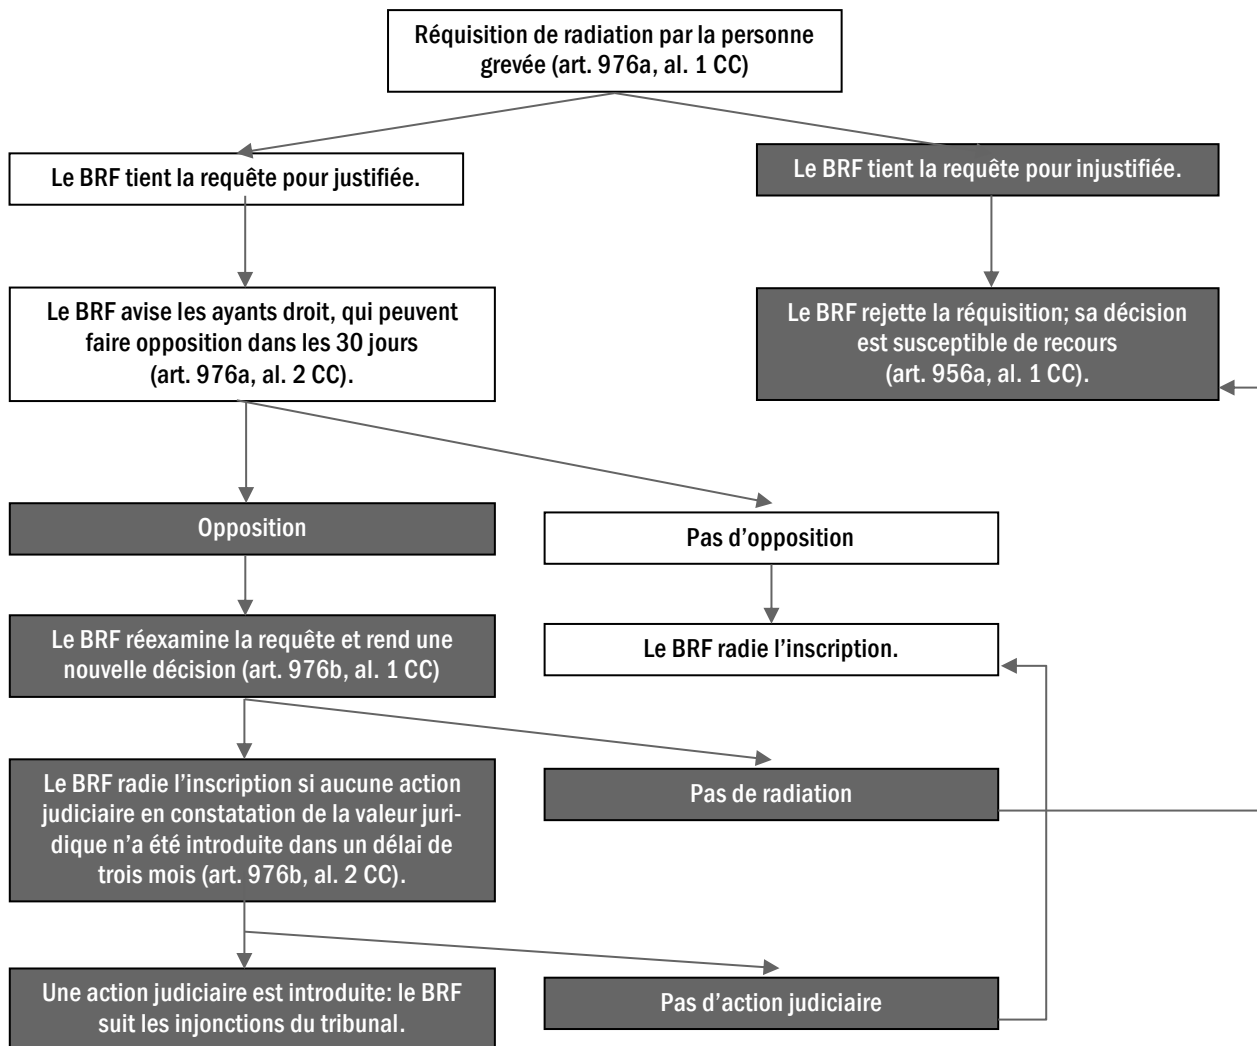 Réquisition de radiation par la personne
grevée (art. 976a, al. 1 CC)
Le BRF tient la requête pour justifiée.
Le BRF tient la requête pour injustifiée.
Le BRF avise les ayants droit, qui peuvent
faire opposition dans les 30 jours
(art. 976a, al. 2 CC).
Le BRF rejette la réquisition; sa décision
est susceptible de recours
(art. 956a, al. 1 CC).
Opposition
Pas d’opposition
Le BRF réexamine la requête et rend une
nouvelle décision (art. 976b, al. 1 CC)
Le BRF radie l’inscription.
Le BRF radie l’inscription si aucune action
judiciaire en constatation de la valeur juri-
dique n’a été introduite dans un délai de
trois mois (art. 976b, al. 2 CC).
Pas de radiation
Une action judiciaire est introduite: le BRF
suit les injonctions du tribunal.
Pas d’action judiciaire